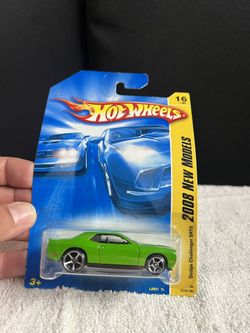 HOT WHEELS
16
2008 NEW MODELS
Dodge Challenger SRT8
3+